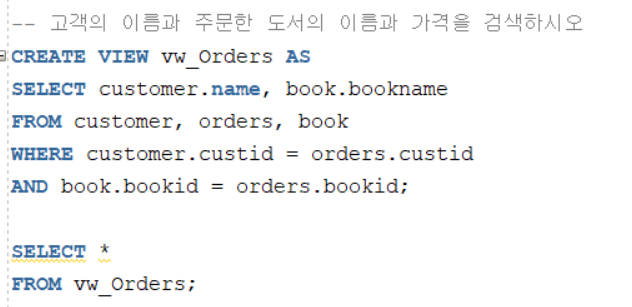 -- 고객의 이름과 주문한 도서의 이름과 가격을 검색하시오
CREATE VIEW vw_Orders AS
SELECT customer.name, book.bookname
FROM customer, orders, book
WHERE customer.custid = orders.custid
AND book.bookid = orders.bookid;
SELECT *
FROM vw_Orders;